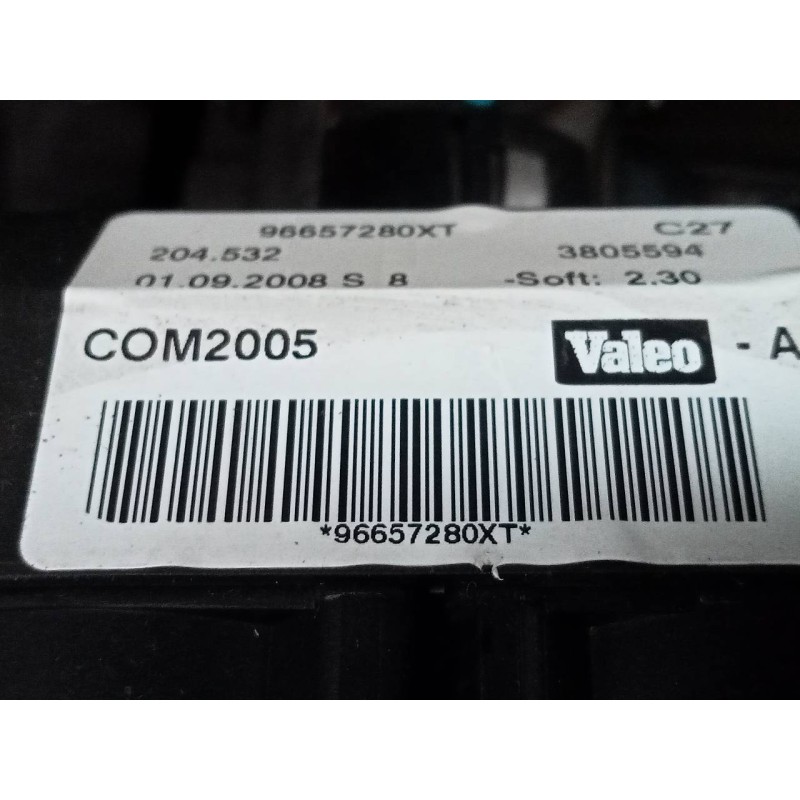 96657280XT C27
204.532 3805594
01.09.2008 S 8 -Soft: 2.30
COM2005 Valeo - A
*96657280XT*